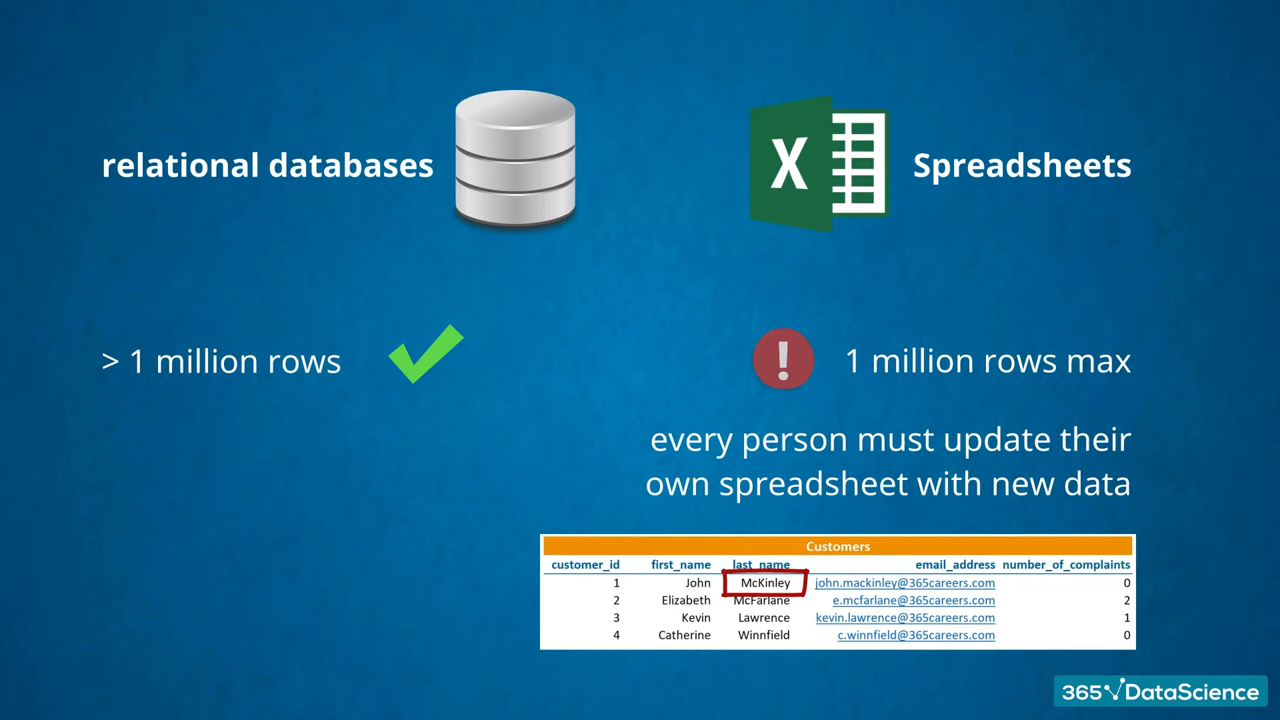 relational databases
X
Spreadsheets
> 1 million rows
! 1 million rows max
every person must update their
own spreadsheet with new data
Customers
customer_id first_name last_name email_address number_of_complaints
1 John McKinley john.mackinley@365careers.com 0
2 Elizabeth McFarlane e.mcfarlane@365careers.com 2
3 Kevin Lawrence kevin.lawrence@365careers.com 1
4 Catherine Winnfield c.winnfield@365careers.com 0
365 DataScience